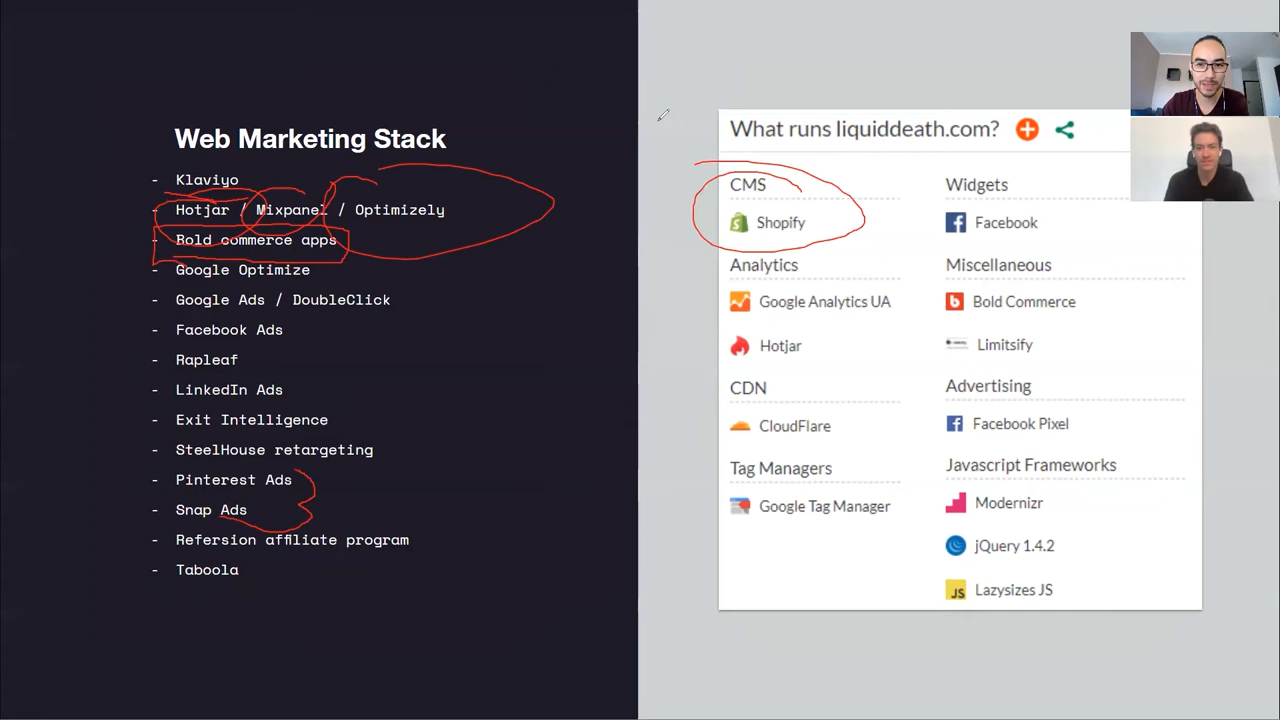 Web Marketing Stack
- Klaviyo
- Hotjar / Mixpanel / Optimizely
- Bold commerce apps
- Google Optimize
- Google Ads / DoubleClick
- Facebook Ads
- Rapleaf
- LinkedIn Ads
- Exit Intelligence
- SteelHouse retargeting
- Pinterest Ads
- Snap Ads
- Refersion affiliate program
- Taboola
What runs liquiddeath.com?
CMS
Shopify
Analytics
Google Analytics UA
Hotjar
CDN
CloudFlare
Tag Managers
Google Tag Manager
Widgets
Facebook
Miscellaneous
Bold Commerce
Limitsify
Advertising
Facebook Pixel
Javascript Frameworks
Modernizr
jQuery 1.4.2
JS
Lazysizes JS